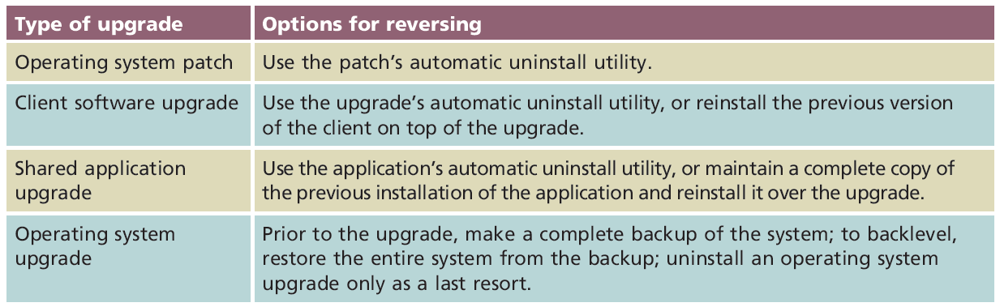 Type of upgrade
Options for reversing
Operating system patch
Use the patch’s automatic uninstall utility.
Client software upgrade
Use the upgrade’s automatic uninstall utility, or reinstall the previous version
of the client on top of the upgrade.
Shared application
upgrade
Use the application’s automatic uninstall utility, or maintain a complete copy of
the previous installation of the application and reinstall it over the upgrade.
Operating system
upgrade
Prior to the upgrade, make a complete backup of the system; to backlevel,
restore the entire system from the backup; uninstall an operating system
upgrade only as a last resort.